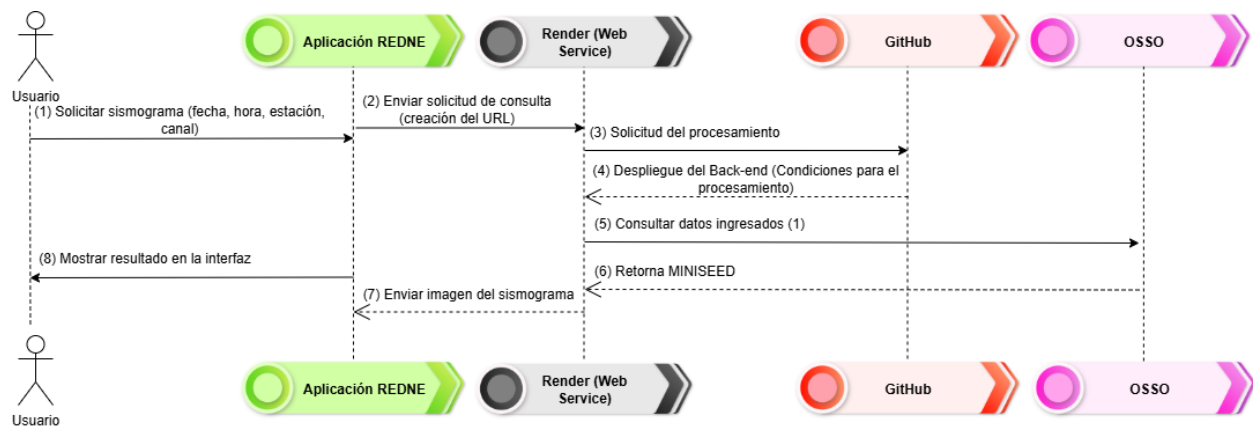 Aplicación REDNE
Render (Web
Service)
GitHub
OSSO
Usuario
(1) Solicitar sismograma (fecha, hora, estación,
canal)
(2) Enviar solicitud de consulta
(creación del URL)
(3) Solicitud del procesamiento
(4) Despliegue del Back-end (Condiciones para el
procesamiento)
(5) Consultar datos ingresados (1)
(8) Mostrar resultado en la interfaz
(6) Retorna MINISEED
(7) Enviar imagen del sismograma
Aplicación REDNE
Render (Web
Service)
GitHub
OSSO
Usuario